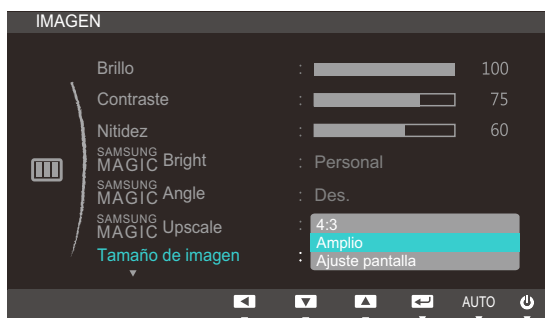 IMAGEN
Brillo : 100
Contraste : 75
Nitidez : 60
SAMSUNG MAGIC Bright : Personal
SAMSUNG MAGIC Angle : Des.
SAMSUNG MAGIC Upscale : 4:3
Amplio
Tamaño de imagen : Ajuste pantalla
AUTO